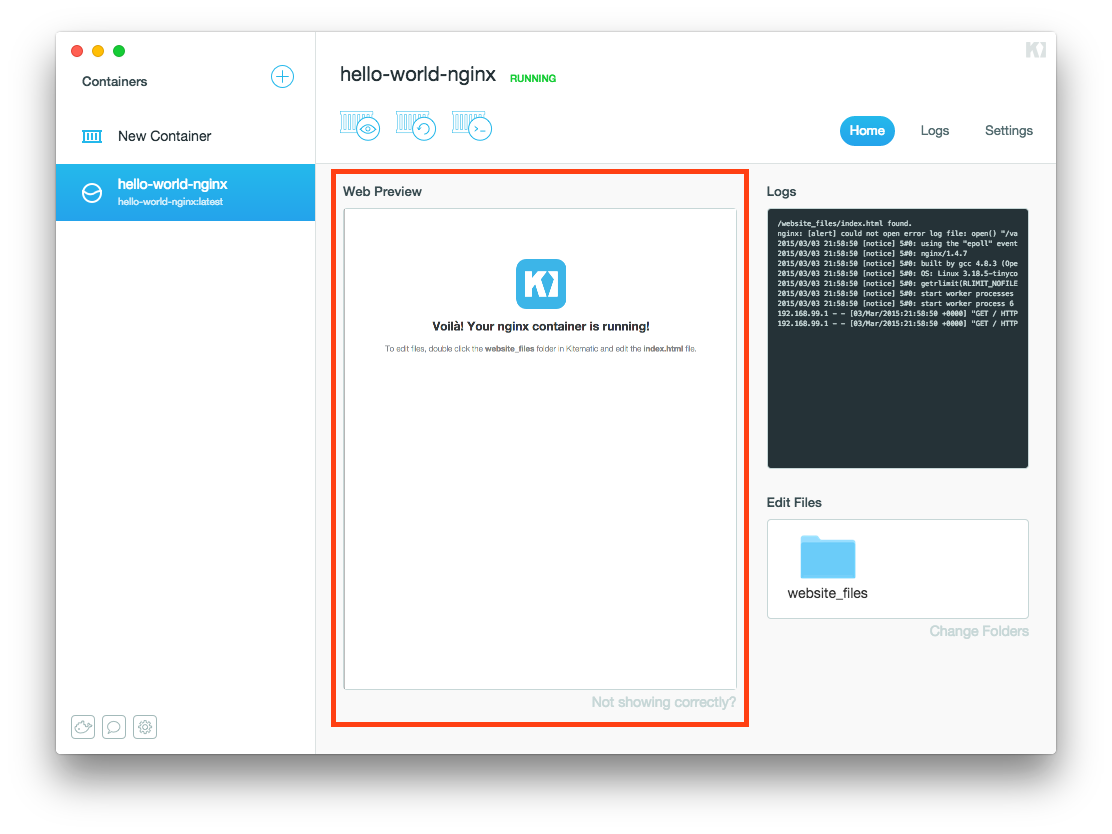 Containers
New Container
hello-world-nginx
hello-world-nginx:latest
hello-world-nginx RUNNING
Home Logs Settings
Web Preview
Voilà! Your nginx container is running!
To edit files, double click the website_files folder in Kitematic and edit the index.html file.
Not showing correctly?
Logs
/website_files/index.html found.
nginx: [alert] could not open error log file: open() "/va
2015/03/03 21:58:50 [notice] 5#0: using the "epoll" event
2015/03/03 21:58:50 [notice] 5#0: nginx/1.4.7
2015/03/03 21:58:50 [notice] 5#0: built by gcc 4.8.3 (Ope
2015/03/03 21:58:50 [notice] 5#0: OS: Linux 3.18.5-tinyco
2015/03/03 21:58:50 [notice] 5#0: getrlimit(RLIMIT_NOFILE
2015/03/03 21:58:50 [notice] 5#0: start worker processes
2015/03/03 21:58:50 [notice] 5#0: start worker process 6
192.168.99.1 - - [03/Mar/2015:21:58:50 +0000] "GET / HTTP
192.168.99.1 - - [03/Mar/2015:21:58:50 +0000] "GET / HTTP
Edit Files
website_files
Change Folders